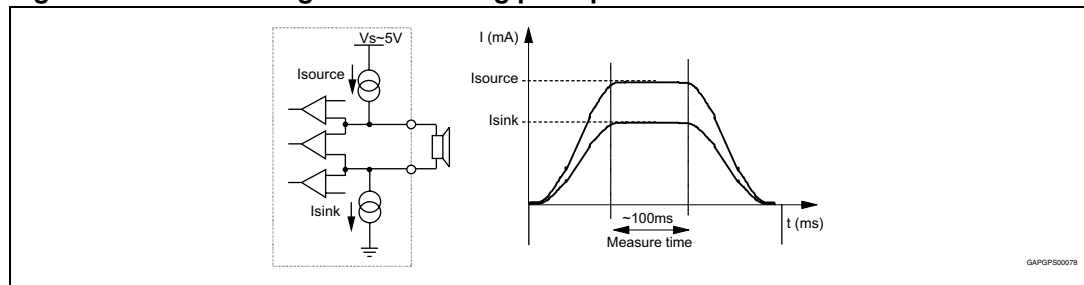 Vs~5V
Isource
Isink
I (mA)
Isource
Isink
~100ms
Measure time
t (ms)
GAPGPS00078